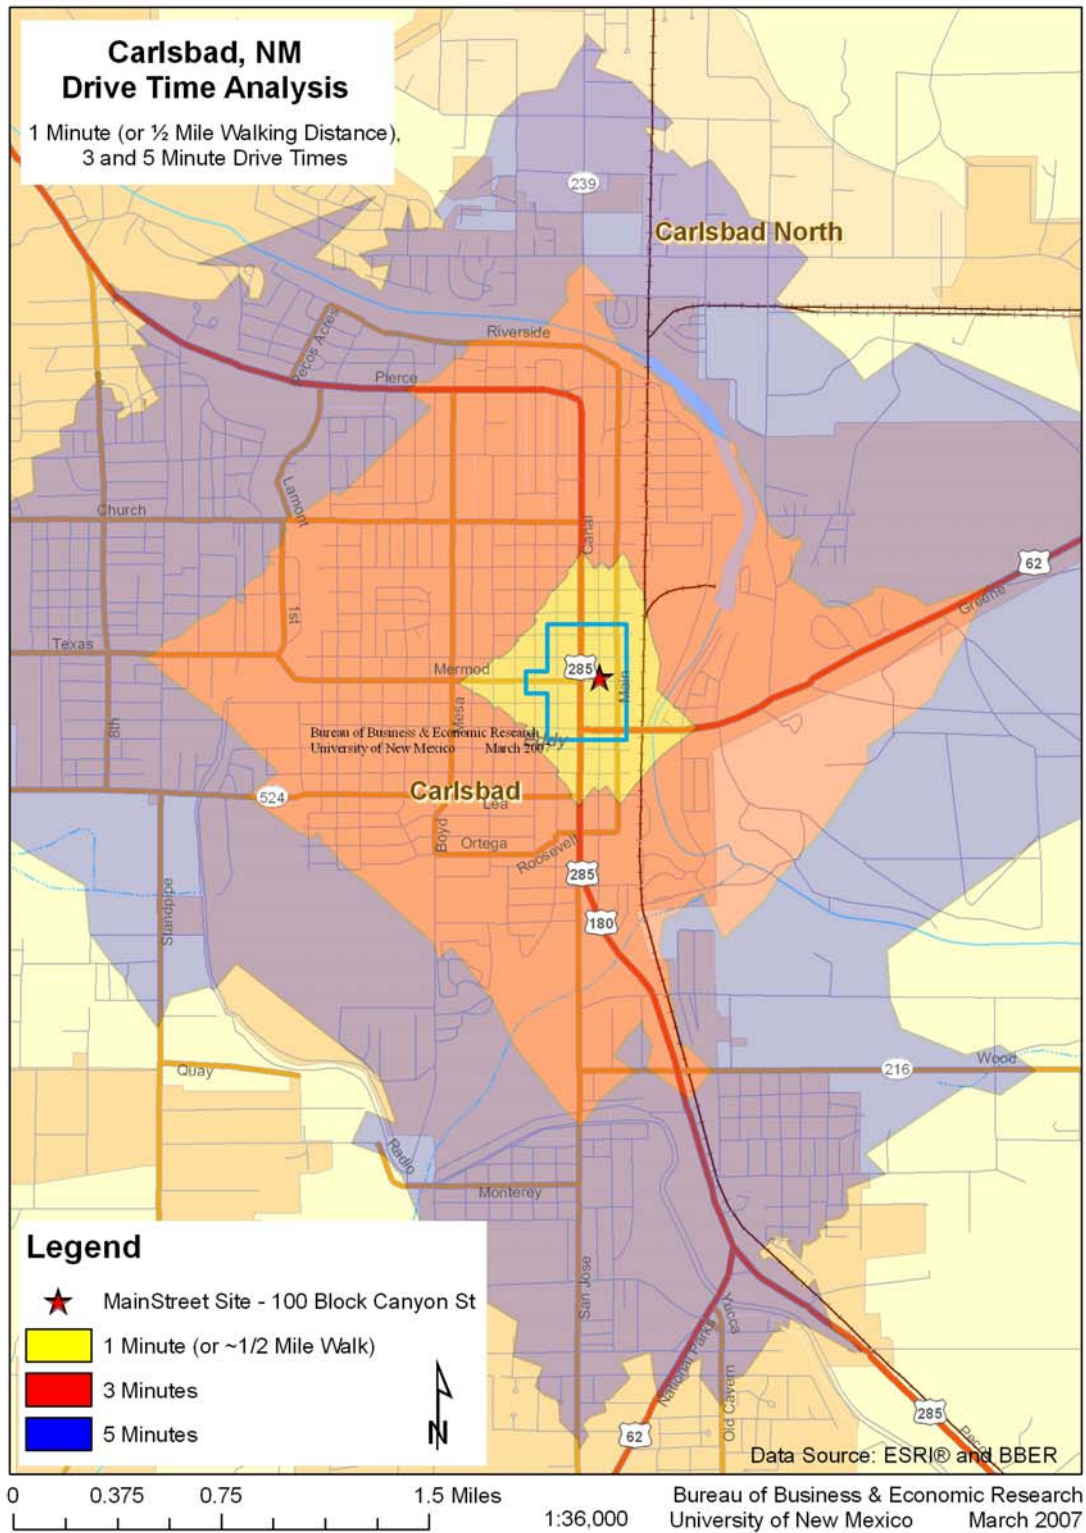 Carlsbad, NM
Drive Time Analysis
1 Minute (or ½ Mile Walking Distance),
3 and 5 Minute Drive Times
239
Carlsbad North
Pecos Acres
Riverside
Pierce
Lamont
Church
Canal
62
Greene
1st
Texas
Mermod
285
Main
Mesa
8th
Bureau of Business & Economic Research
University of New Mexico March 2007
Carlsbad
524
Lea
Boyd
Ortega
Roosevelt
285
Standpipe
180
Quay
216
Wood
Radio
Monterey
San Jose
Yucca
National Parks
Old Cavern
62
285
Legend
MainStreet Site - 100 Block Canyon St
1 Minute (or ~1/2 Mile Walk)
3 Minutes
5 Minutes
N
Data Source: ESRI® and BBER
0 0.375 0.75 1.5 Miles
1:36,000
Bureau of Business & Economic Research
University of New Mexico March 2007